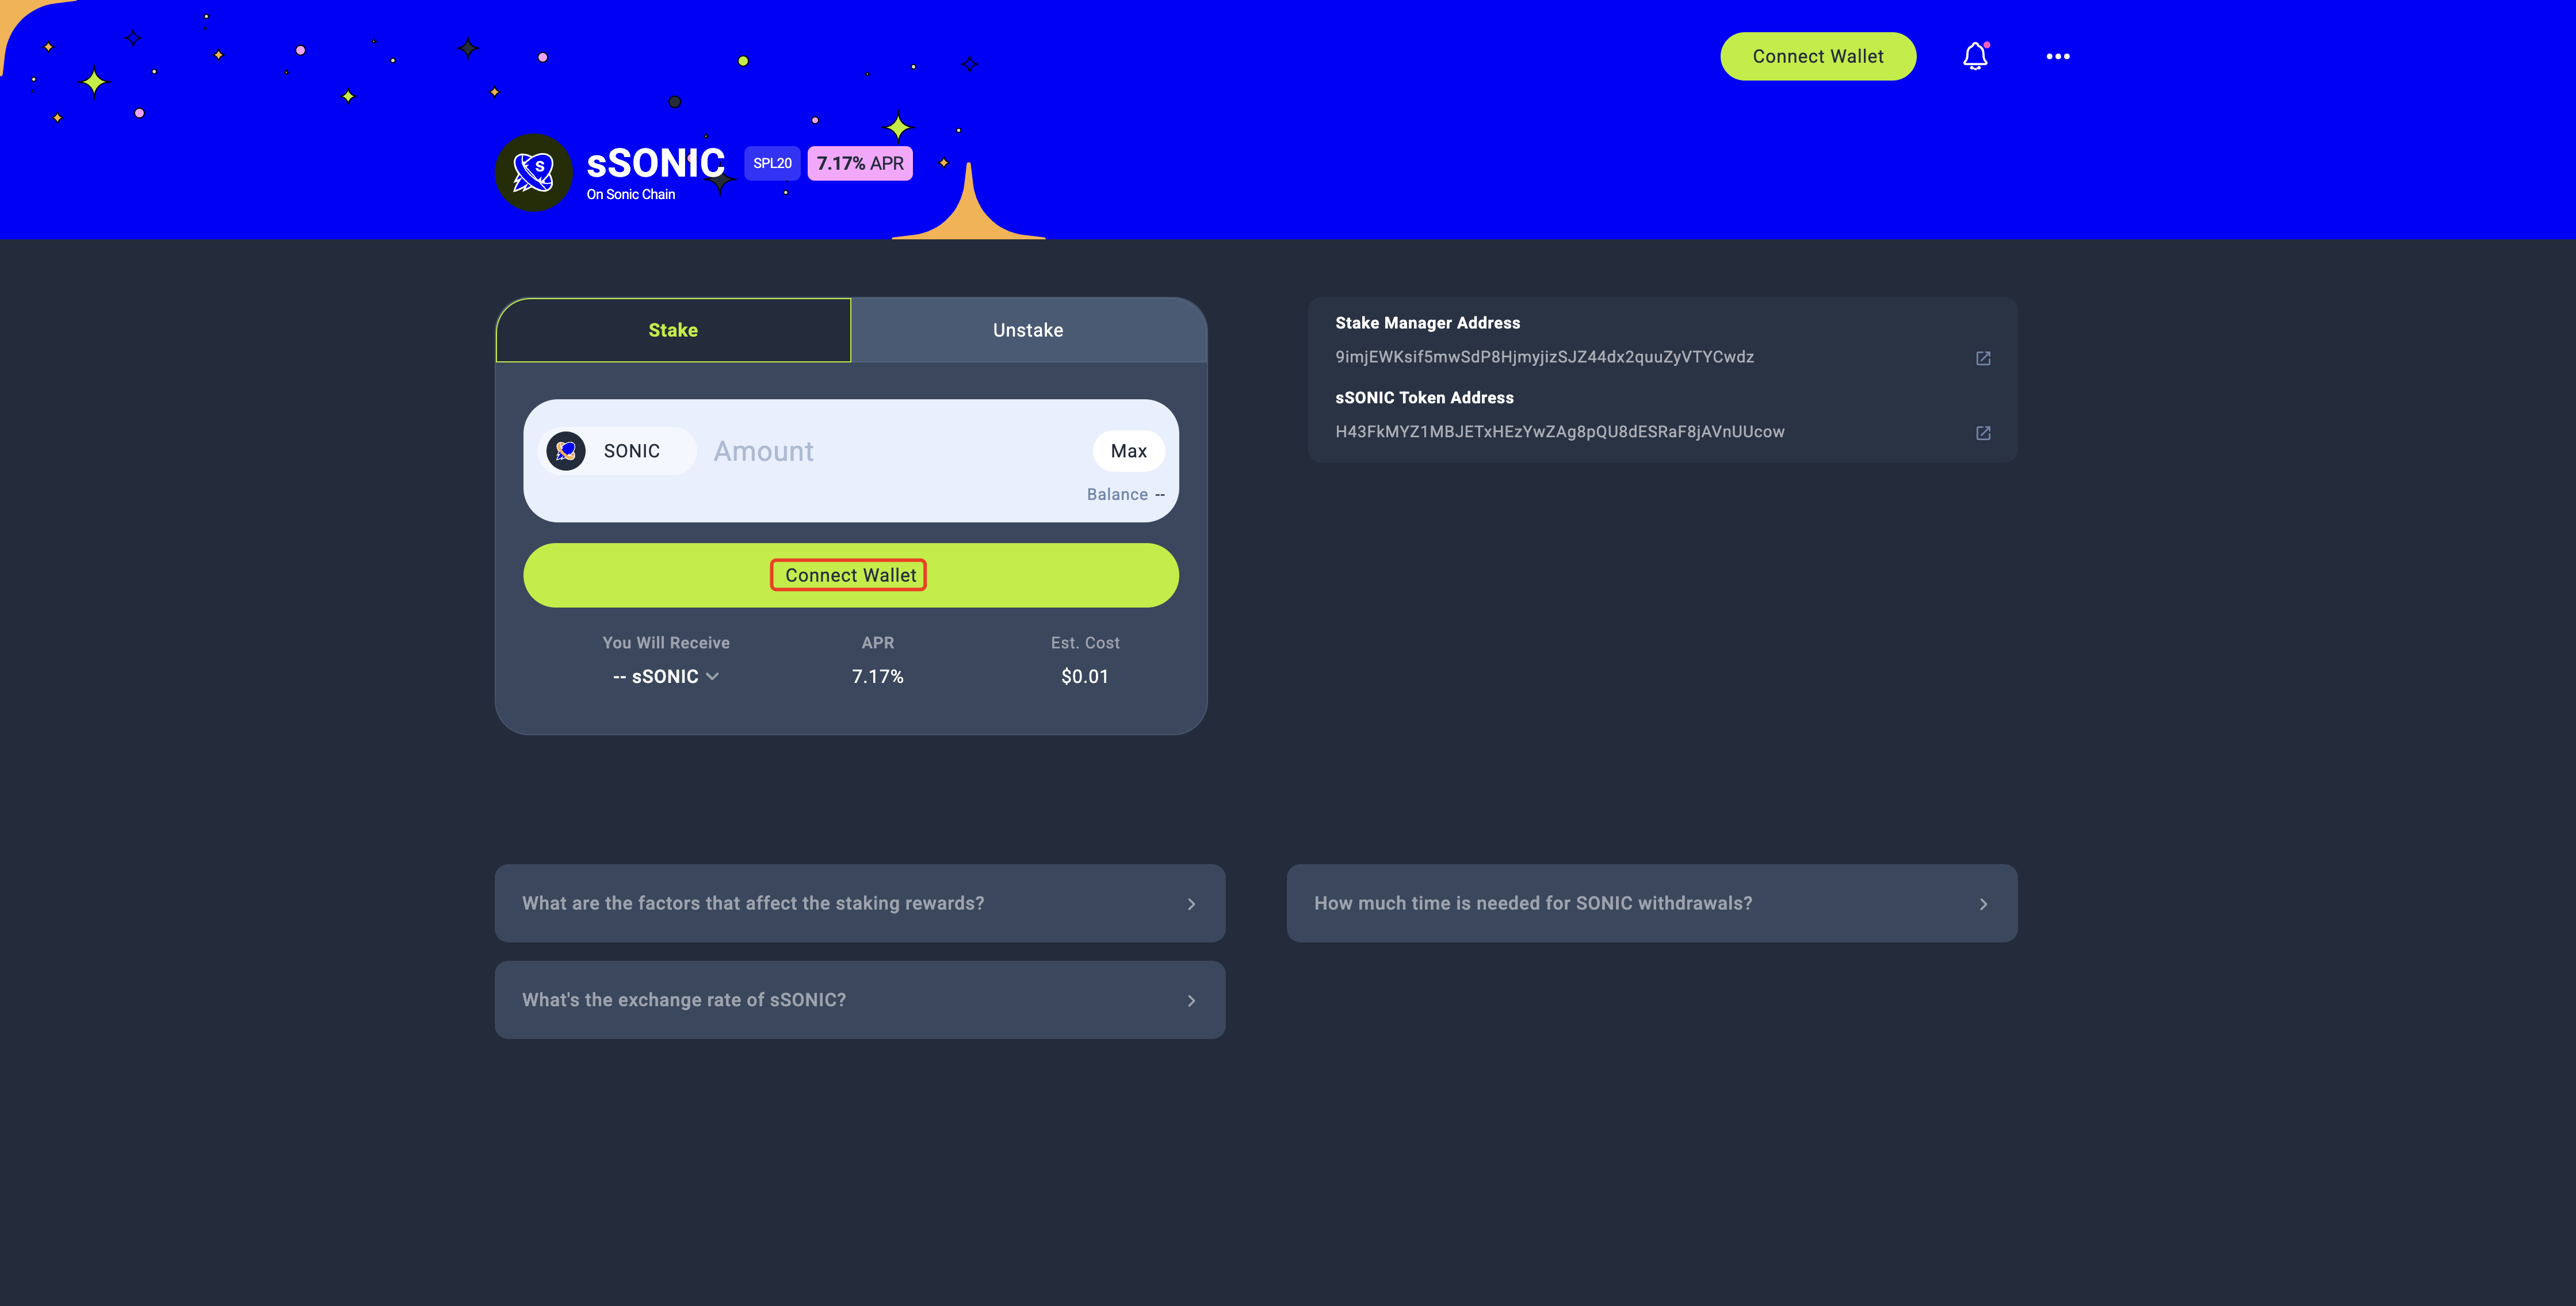 Connect Wallet
S
sSONIC
SPL20
7.17% APR
On Sonic Chain
Stake
Unstake
SONIC
Amount
Max
Balance --
Connect Wallet
You Will Receive
APR
Est. Cost
-- sSONIC
7.17%
$0.01
Stake Manager Address
9imjEWKsif5mwSdP8HjmyjizSJZ44dx2quuZyVTYCwdz
sSONIC Token Address
H43FkMYZ1MBJETxHEzYwZAg8pQU8dESRaF8jAVnUUcow
What are the factors that affect the staking rewards?
How much time is needed for SONIC withdrawals?
What's the exchange rate of sSONIC?